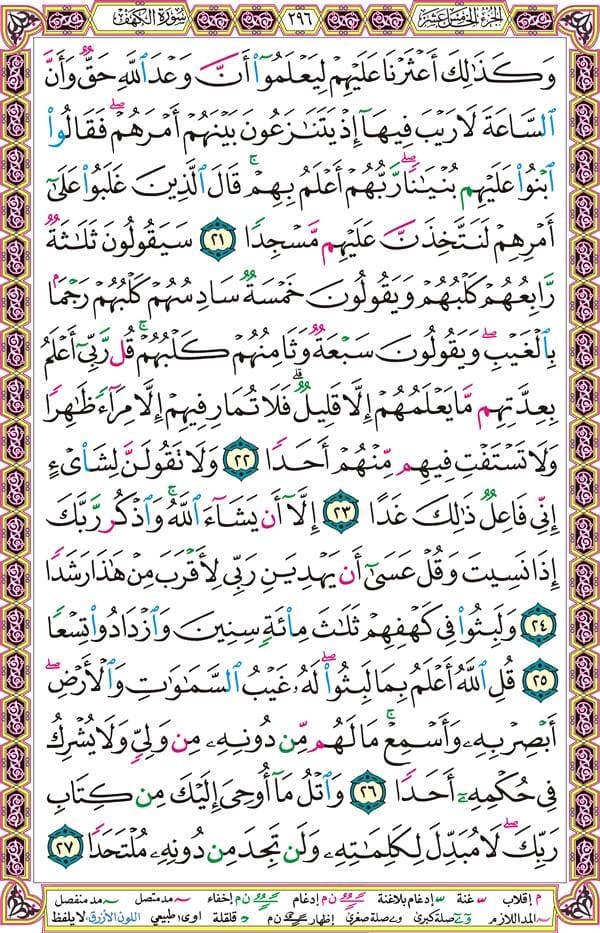 الجزء الخامس عشر ٢٩٦ سورة الكهف
وَكَذَٰلِكَ أَعْثَرْنَا عَلَيْهِمْ لِيَعْلَمُوٓا۟ أَنَّ وَعْدَ ٱللَّهِ حَقٌّ وَأَنَّ
ٱلسَّاعَةَ لَا رَيْبَ فِيهَآ إِذْ يَتَنَٰزَعُونَ بَيْنَهُمْ أَمْرَهُمْ ۖ فَقَالُوا۟
ٱبْنُوا۟ عَلَيْهِم بُنْيَٰنًا ۖ رَّبُّهُمْ أَعْلَمُ بِهِمْ ۚ قَالَ ٱلَّذِينَ غَلَبُوا۟ عَلَىٰٓ
أَمْرِهِمْ لَنَتَّخِذَنَّ عَلَيْهِم مَّسْجِدًا ٢١ سَيَقُولُونَ ثَلَٰثَةٌ
رَّابِعُهُمْ كَلْبُهُمْ وَيَقُولُونَ خَمْسَةٌ سَادِسُهُمْ كَلْبُهُمْ رَجْمًۢا
بِٱلْغَيْبِ ۖ وَيَقُولُونَ سَبْعَةٌ وَثَامِنُهُمْ كَلْبُهُمْ ۚ قُل رَّبِّىٓ أَعْلَمُ
بِعِدَّتِهِم مَّا يَعْلَمُهُمْ إِلَّا قَلِيلٌ ۗ فَلَا تُمَارِ فِيهِمْ إِلَّا مِرَآءً ظَٰهِرًا
وَلَا تَسْتَفْتِ فِيهِم مِّنْهُمْ أَحَدًا ٢٢ وَلَا تَقُولَنَّ لِشَا۟ىْءٍ
إِنِّى فَاعِلٌ ذَٰلِكَ غَدًا ٢٣ إِلَّآ أَن يَشَآءَ ٱللَّهُ ۚ وَٱذْكُر رَّبَّكَ
إِذَا نَسِيتَ وَقُلْ عَسَىٰٓ أَن يَهْدِيَنِ رَبِّى لِأَقْرَبَ مِنْ هَٰذَا رَشَدًا
٢٤ وَلَبِثُوا۟ فِى كَهْفِهِمْ ثَلَٰثَ مِا۟ئَةٍ سِنِينَ وَٱزْدَادُوا۟ تِسْعًا
٢٥ قُلِ ٱللَّهُ أَعْلَمُ بِمَا لَبِثُوا۟ ۖ لَهُۥ غَيْبُ ٱلسَّمَٰوَٰتِ وَٱلْأَرْضِ ۖ
أَبْصِرْ بِهِۦ وَأَسْمِعْ ۚ مَا لَهُم مِّن دُونِهِۦ مِن وَلِىٍّ وَلَا يُشْرِكُ
فِى حُكْمِهِۦٓ أَحَدًا ٢٦ وَٱتْلُ مَآ أُوحِىَ إِلَيْكَ مِن كِتَابِ
رَبِّكَ ۖ لَا مُبَدِّلَ لِكَلِمَٰتِهِۦ وَلَن تَجِدَ مِن دُونِهِۦ مُلْتَحَدًا ٢٧
م إقلاب غنة إدغام بلاغنة ن م إدغام ن م إخفاء مد متصل مد منفصل
المد اللازم صلة كبرى صلة صغرى إظهار ن م قلقلة اوى طبيعي اللون الأزرق لا يلفظ